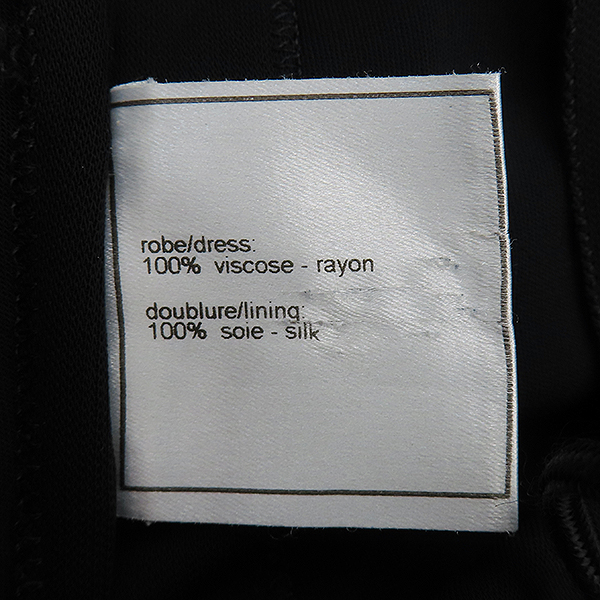 robe/dress:
100% viscose - rayon
doublure/lining:
100% soie - silk